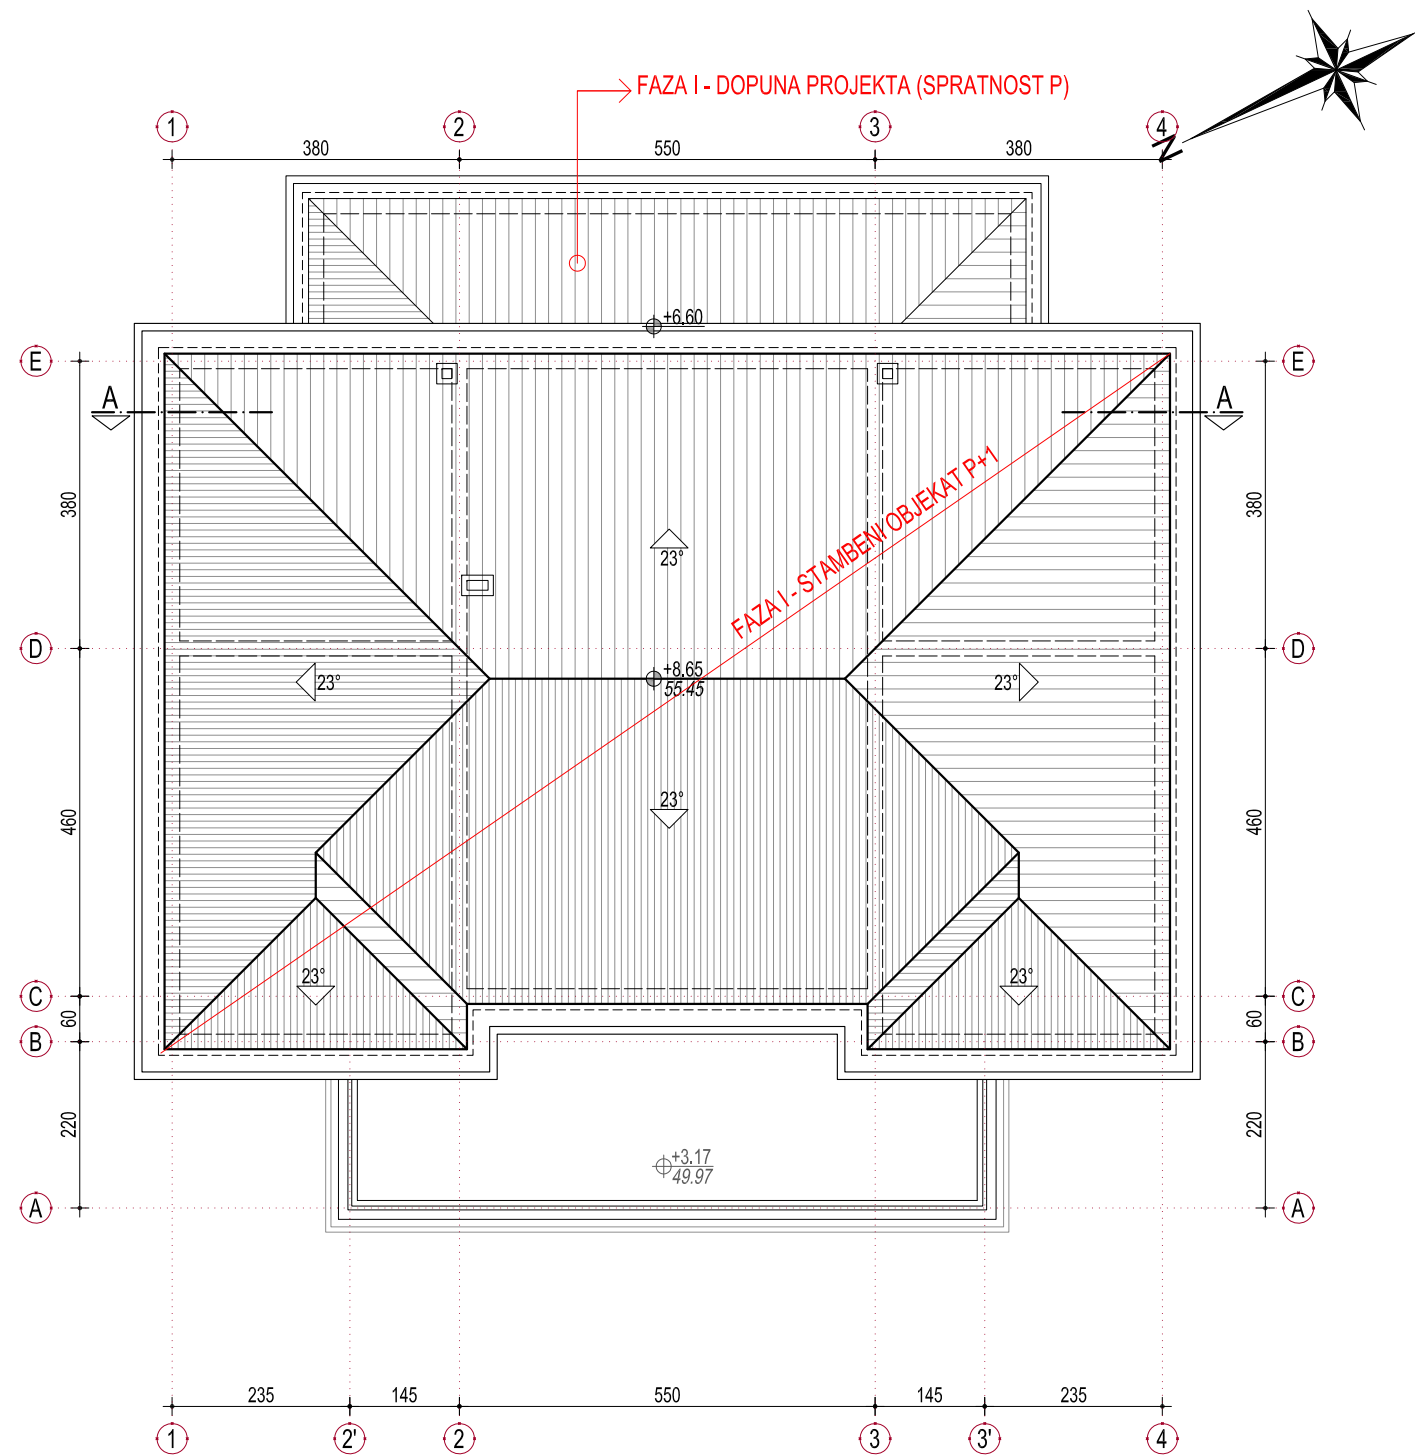 FAZA I - DOPUNA PROJEKTA (SPRATNOST P)
N
1 2 3 4
380 550 380
+6.60
E E
A A
380 380
FAZA I - STAMBENI OBJEKAT P+1
23°
D D
+8.65
55.45
23° 23°
23°
460 460
23° 23°
C C
60 60
B B
220 220
+3.17
49.97
A A
235 145 550 145 235
1 2' 2 3 3' 4